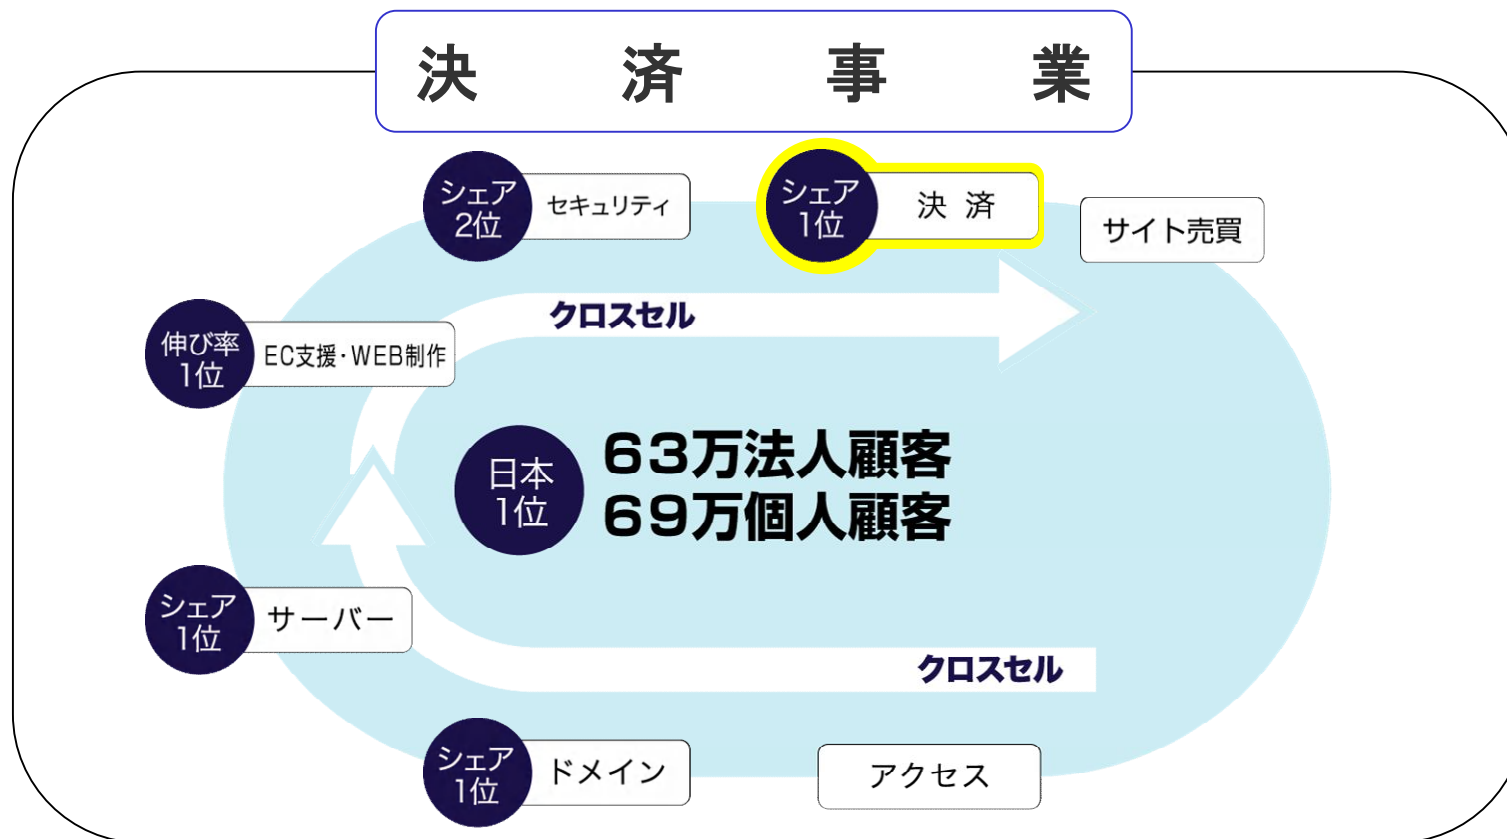 決済事業
シェア
2位
セキュリティ
シェア
1位
決済
サイト売買
クロスセル
伸び率
1位
EC支援・WEB制作
日本
1位
63万法人顧客
69万個人顧客
シェア
1位
サーバー
クロスセル
シェア
1位
ドメイン
アクセス